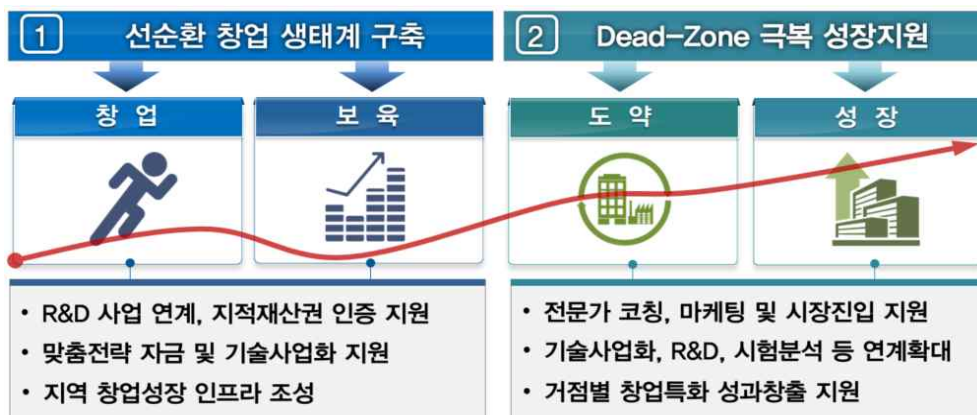 1 선순환 창업 생태계 구축
2 Dead-Zone 극복 성장지원
창 업
보 육
도 약
성 장
• R&D 사업 연계, 지적재산권 인증 지원
• 맞춤전략 자금 및 기술사업화 지원
• 지역 창업성장 인프라 조성
• 전문가 코칭, 마케팅 및 시장진입 지원
• 기술사업화, R&D, 시험분석 등 연계확대
• 거점별 창업특화 성과창출 지원